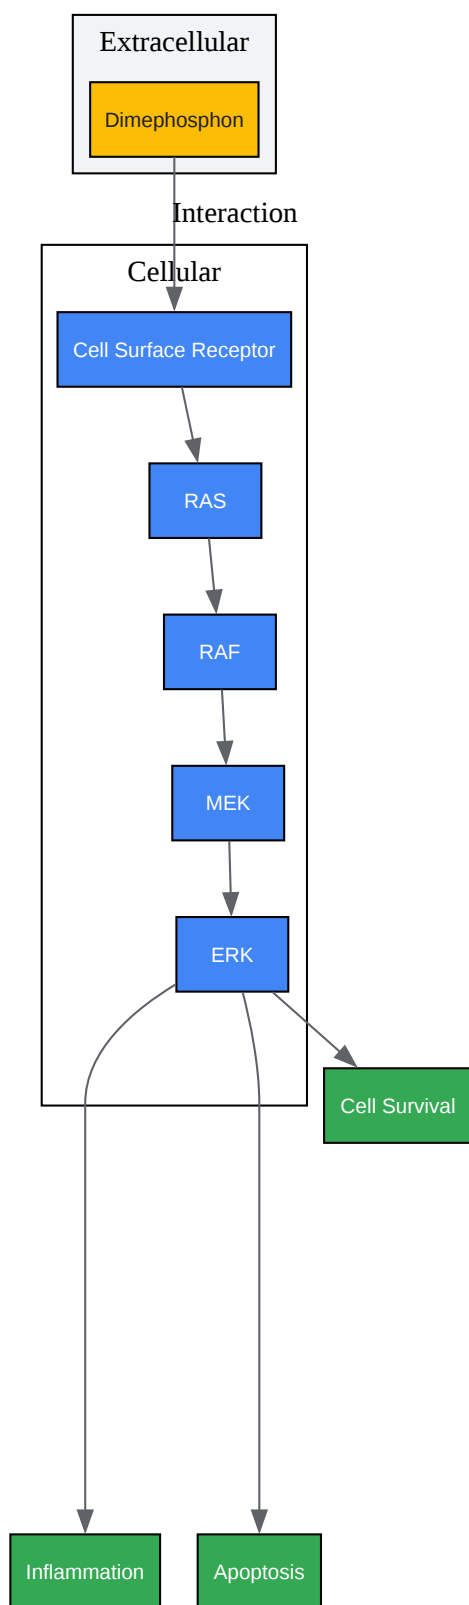 Extracellular
Dimephosphon
Interaction
Cellular
Cell Surface Receptor
RAS
RAF
MEK
ERK
Cell Survival
Inflammation
Apoptosis